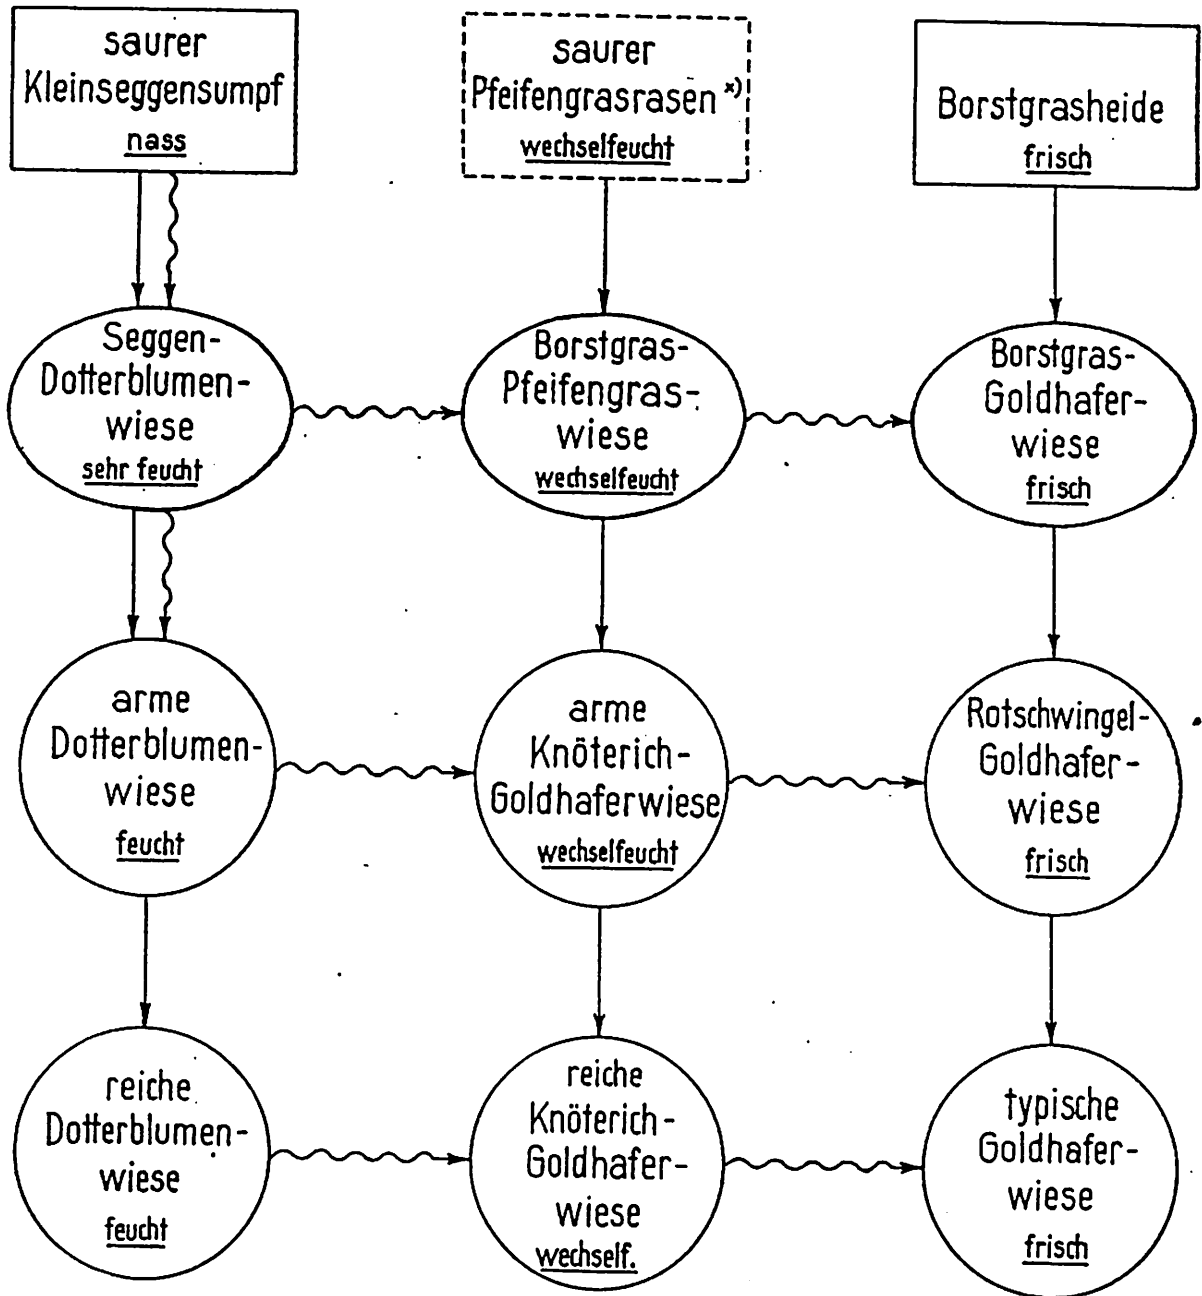 saurer
Kleinseggensumpf
nass
saurer
Pfeifengrasrasen x)
wechselfeucht
Borstgrasheide
frisch
Seggen-
Dotterblumen-
wiese
sehr feucht
Borstgras-
Pfeifengras-
wiese
wechselfeucht
Borstgras-
Goldhafer-
wiese
frisch
arme
Dotterblumen-
wiese
feucht
arme
Knöterich-
Goldhaferwiese
wechselfeucht
Rotschwingel-
Goldhafer-
wiese
frisch
reiche
Dotterblumen-
wiese
feucht
reiche
Knöterich-
Goldhafer-
wiese
wechself.
typische
Goldhafer-
wiese
frisch